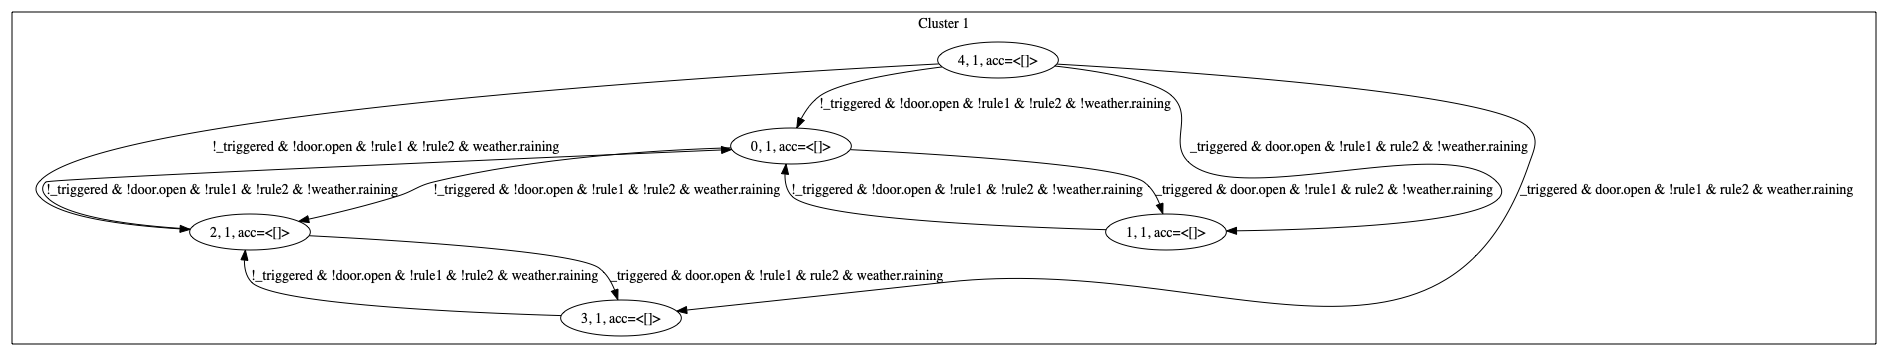 Cluster 1
4, 1, acc=<[]>
!_triggered & !door.open & !rule1 & !rule2 & !weather.raining
!_triggered & !door.open & !rule1 & !rule2 & weather.raining
0, 1, acc=<[]>
_triggered & door.open & !rule1 & rule2 & !weather.raining
!_triggered & !door.open & !rule1 & !rule2 & !weather.raining
!_triggered & !door.open & !rule1 & !rule2 & weather.raining
!_triggered & !door.open & !rule1 & !rule2 & !weather.raining
_triggered & door.open & !rule1 & rule2 & !weather.raining
_triggered & door.open & !rule1 & rule2 & weather.raining
2, 1, acc=<[]>
1, 1, acc=<[]>
!_triggered & !door.open & !rule1 & !rule2 & weather.raining
_triggered & door.open & !rule1 & rule2 & weather.raining
3, 1, acc=<[]>